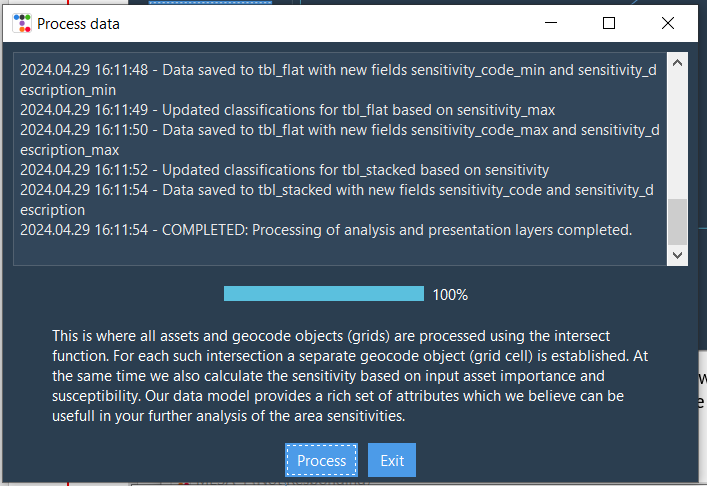 Process data
2024.04.29 16:11:48 - Data saved to tbl_flat with new fields sensitivity_code_min and sensitivity_d
escription_min
2024.04.29 16:11:49 - Updated classifications for tbl_flat based on sensitivity_max
2024.04.29 16:11:50 - Data saved to tbl_flat with new fields sensitivity_code_max and sensitivity_d
escription_max
2024.04.29 16:11:52 - Updated classifications for tbl_stacked based on sensitivity
2024.04.29 16:11:54 - Data saved to tbl_stacked with new fields sensitivity_code and sensitivity_d
escription
2024.04.29 16:11:54 - COMPLETED: Processing of analysis and presentation layers completed.
100%
This is where all assets and geocode objects (grids) are processed using the intersect
function. For each such intersection a separate geocode object (grid cell) is established. At
the same time we also calculate the sensitivity based on input asset importance and
susceptibility. Our data model provides a rich set of attributes which we believe can be
usefull in your further analysis of the area sensitivities.
Process
Exit